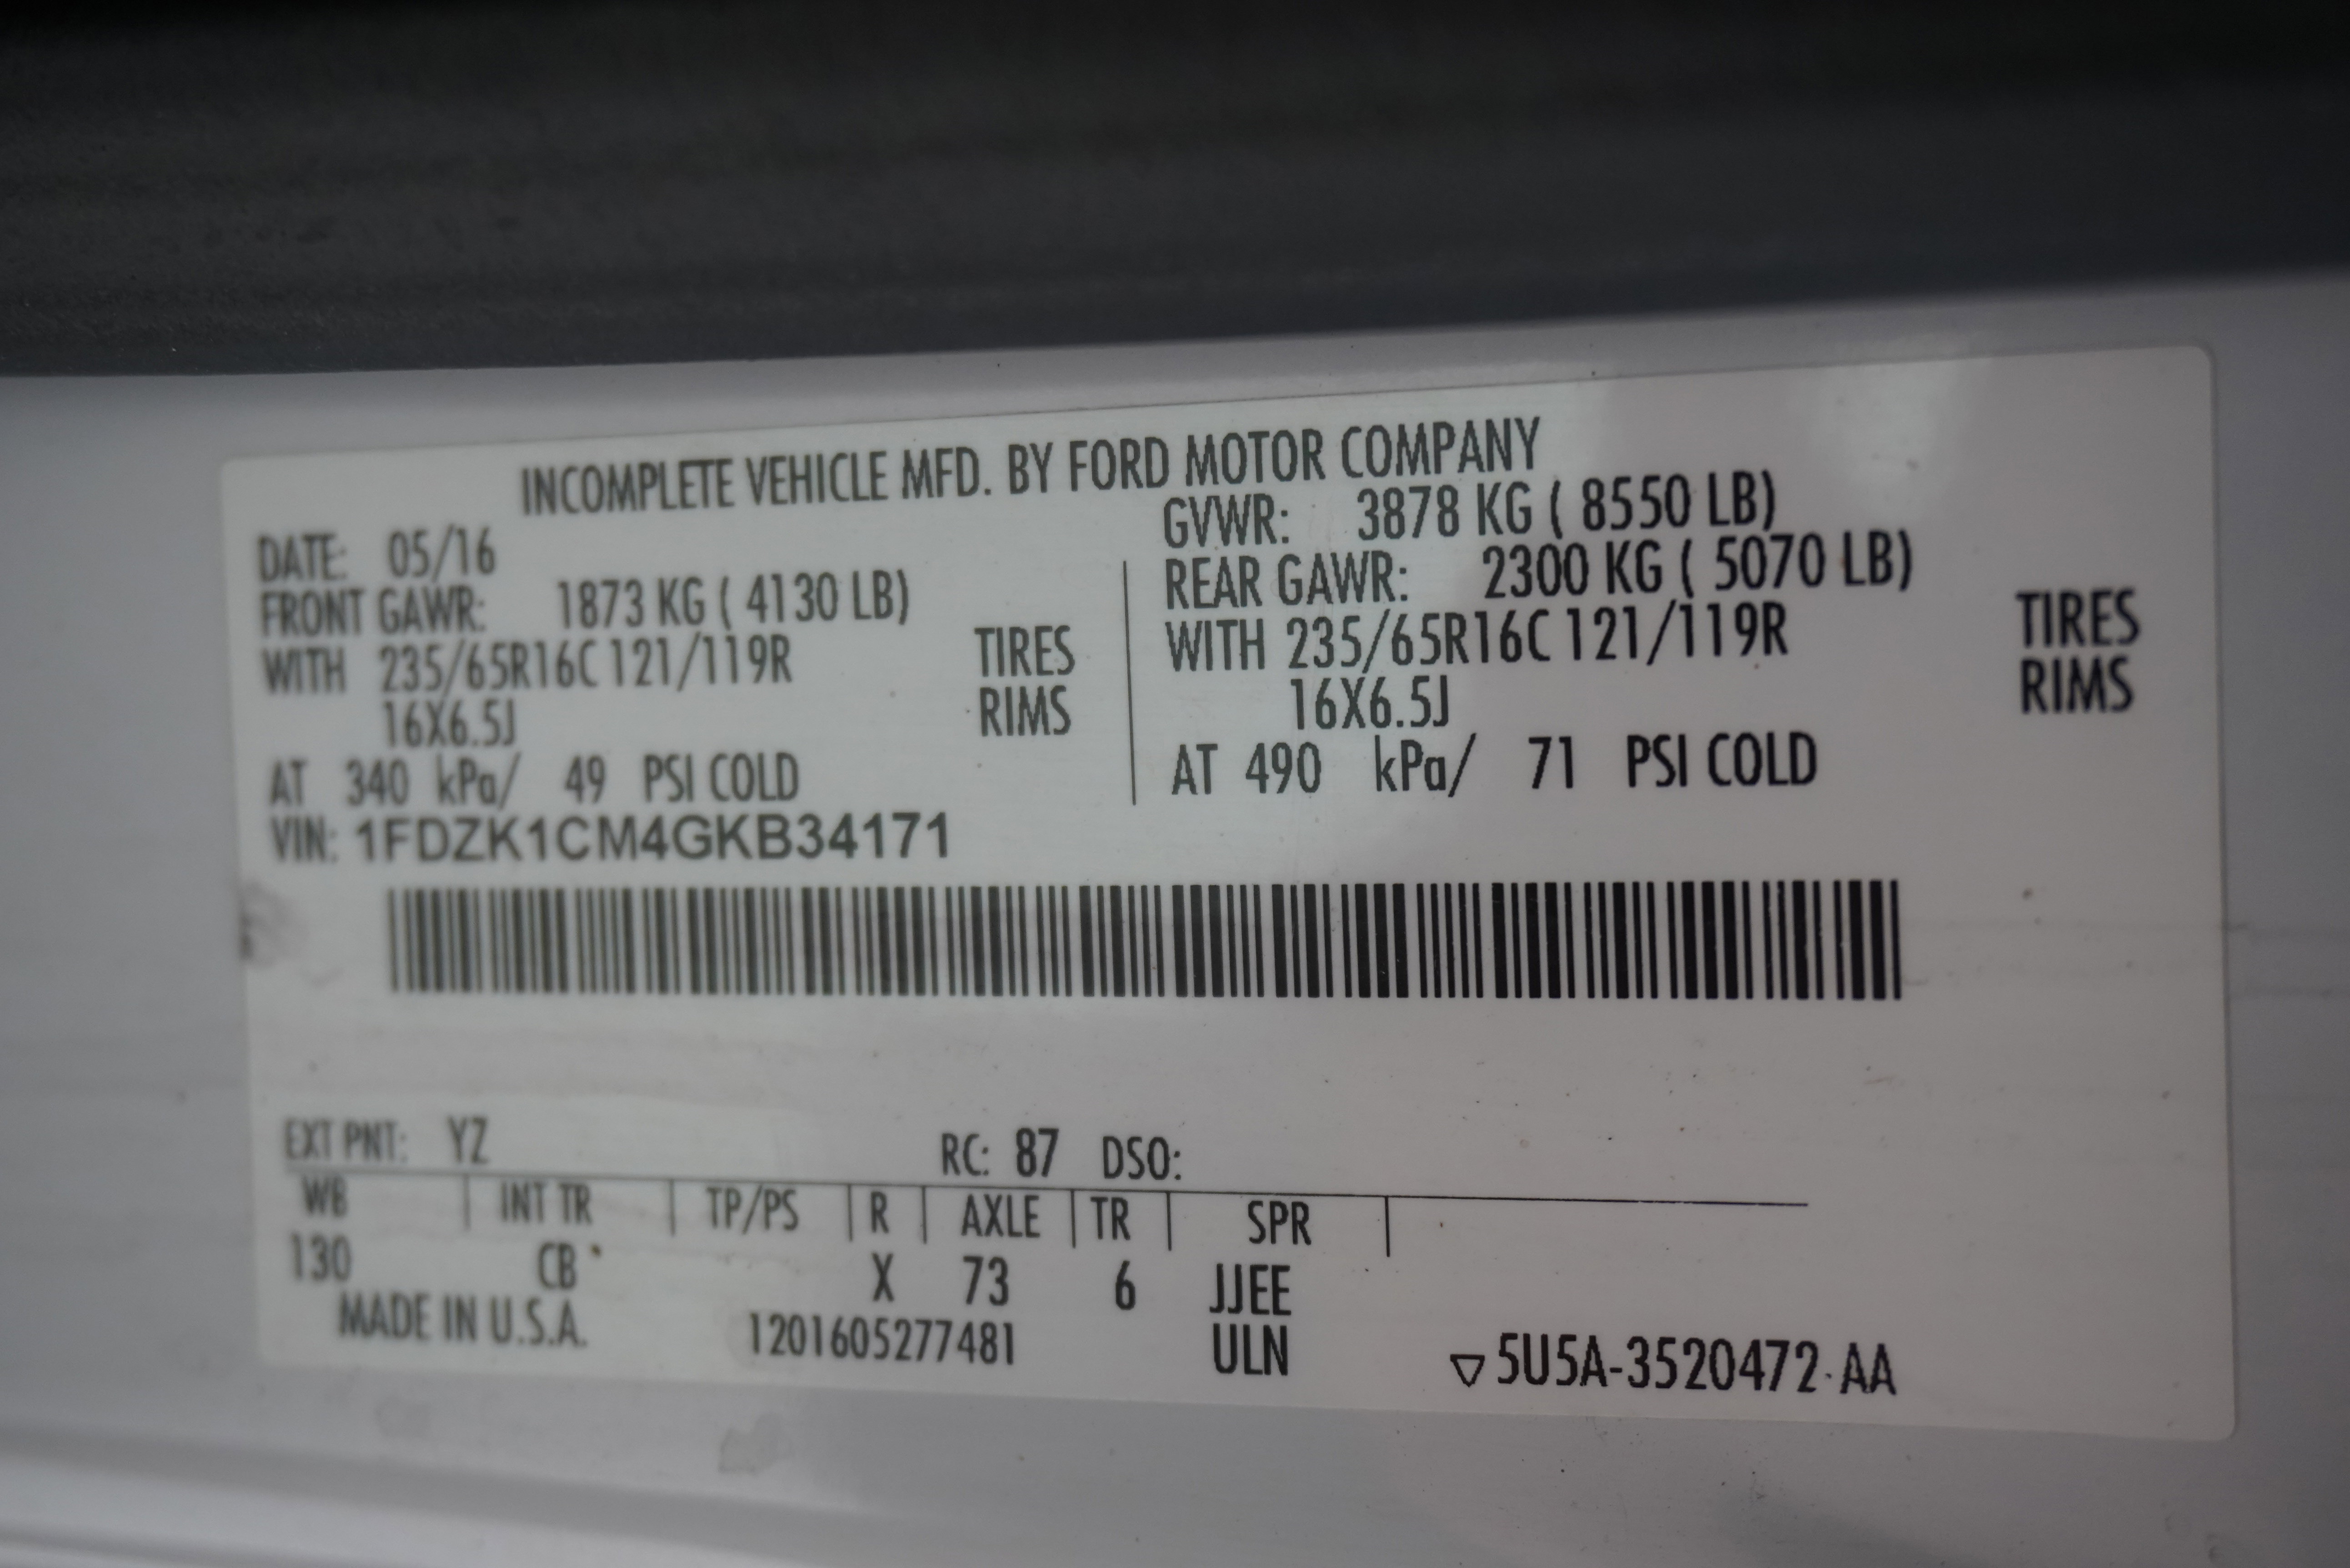 INCOMPLETE VEHICLE MFD. BY FORD MOTOR COMPANY
DATE: 05/16
GVWR: 3878 KG ( 8550 LB)
FRONT GAWR: 1873 KG ( 4130 LB)
REAR GAWR: 2300 KG ( 5070 LB)
WITH 235/65R16C 121/119R TIRES
WITH 235/65R16C 121/119R TIRES
16X6.5J RIMS
16X6.5J RIMS
AT 340 kPa/ 49 PSI COLD
AT 490 kPa/ 71 PSI COLD
VIN: 1FDZK1CM4GKB34171
EXT PNT: YZ RC: 87 DSO:
WB | INT TR | TP/PS | R | AXLE | TR | SPR |
130 CB X 73 6 JJEE
MADE IN U.S.A. 1201605277481 ULN ▽5U5A-3520472-AA